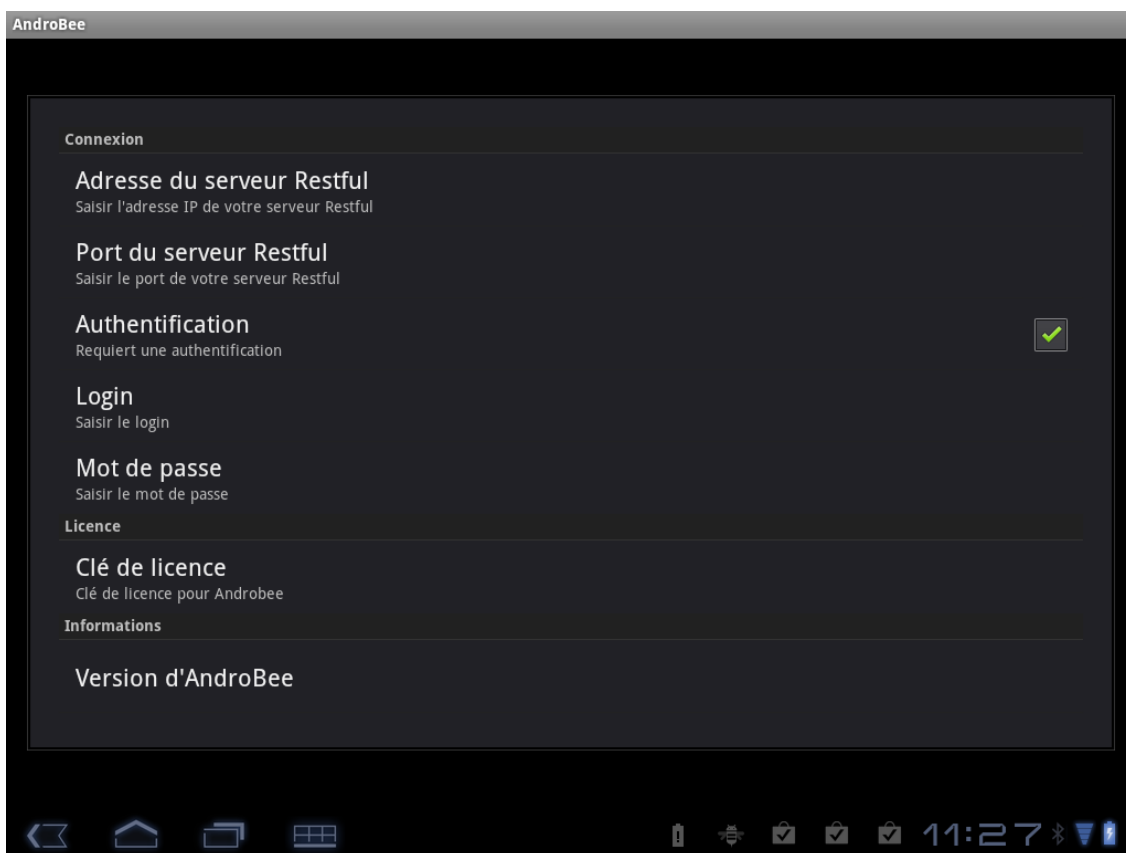 AndroBee
Connexion
Adresse du serveur Restful
Saisir l'adresse IP de votre serveur Restful
Port du serveur Restful
Saisir le port de votre serveur Restful
Authentification
Requiert une authentification
Login
Saisir le login
Mot de passe
Saisir le mot de passe
Licence
Clé de licence
Clé de licence pour Androbee
Informations
Version d'AndroBee
11:27